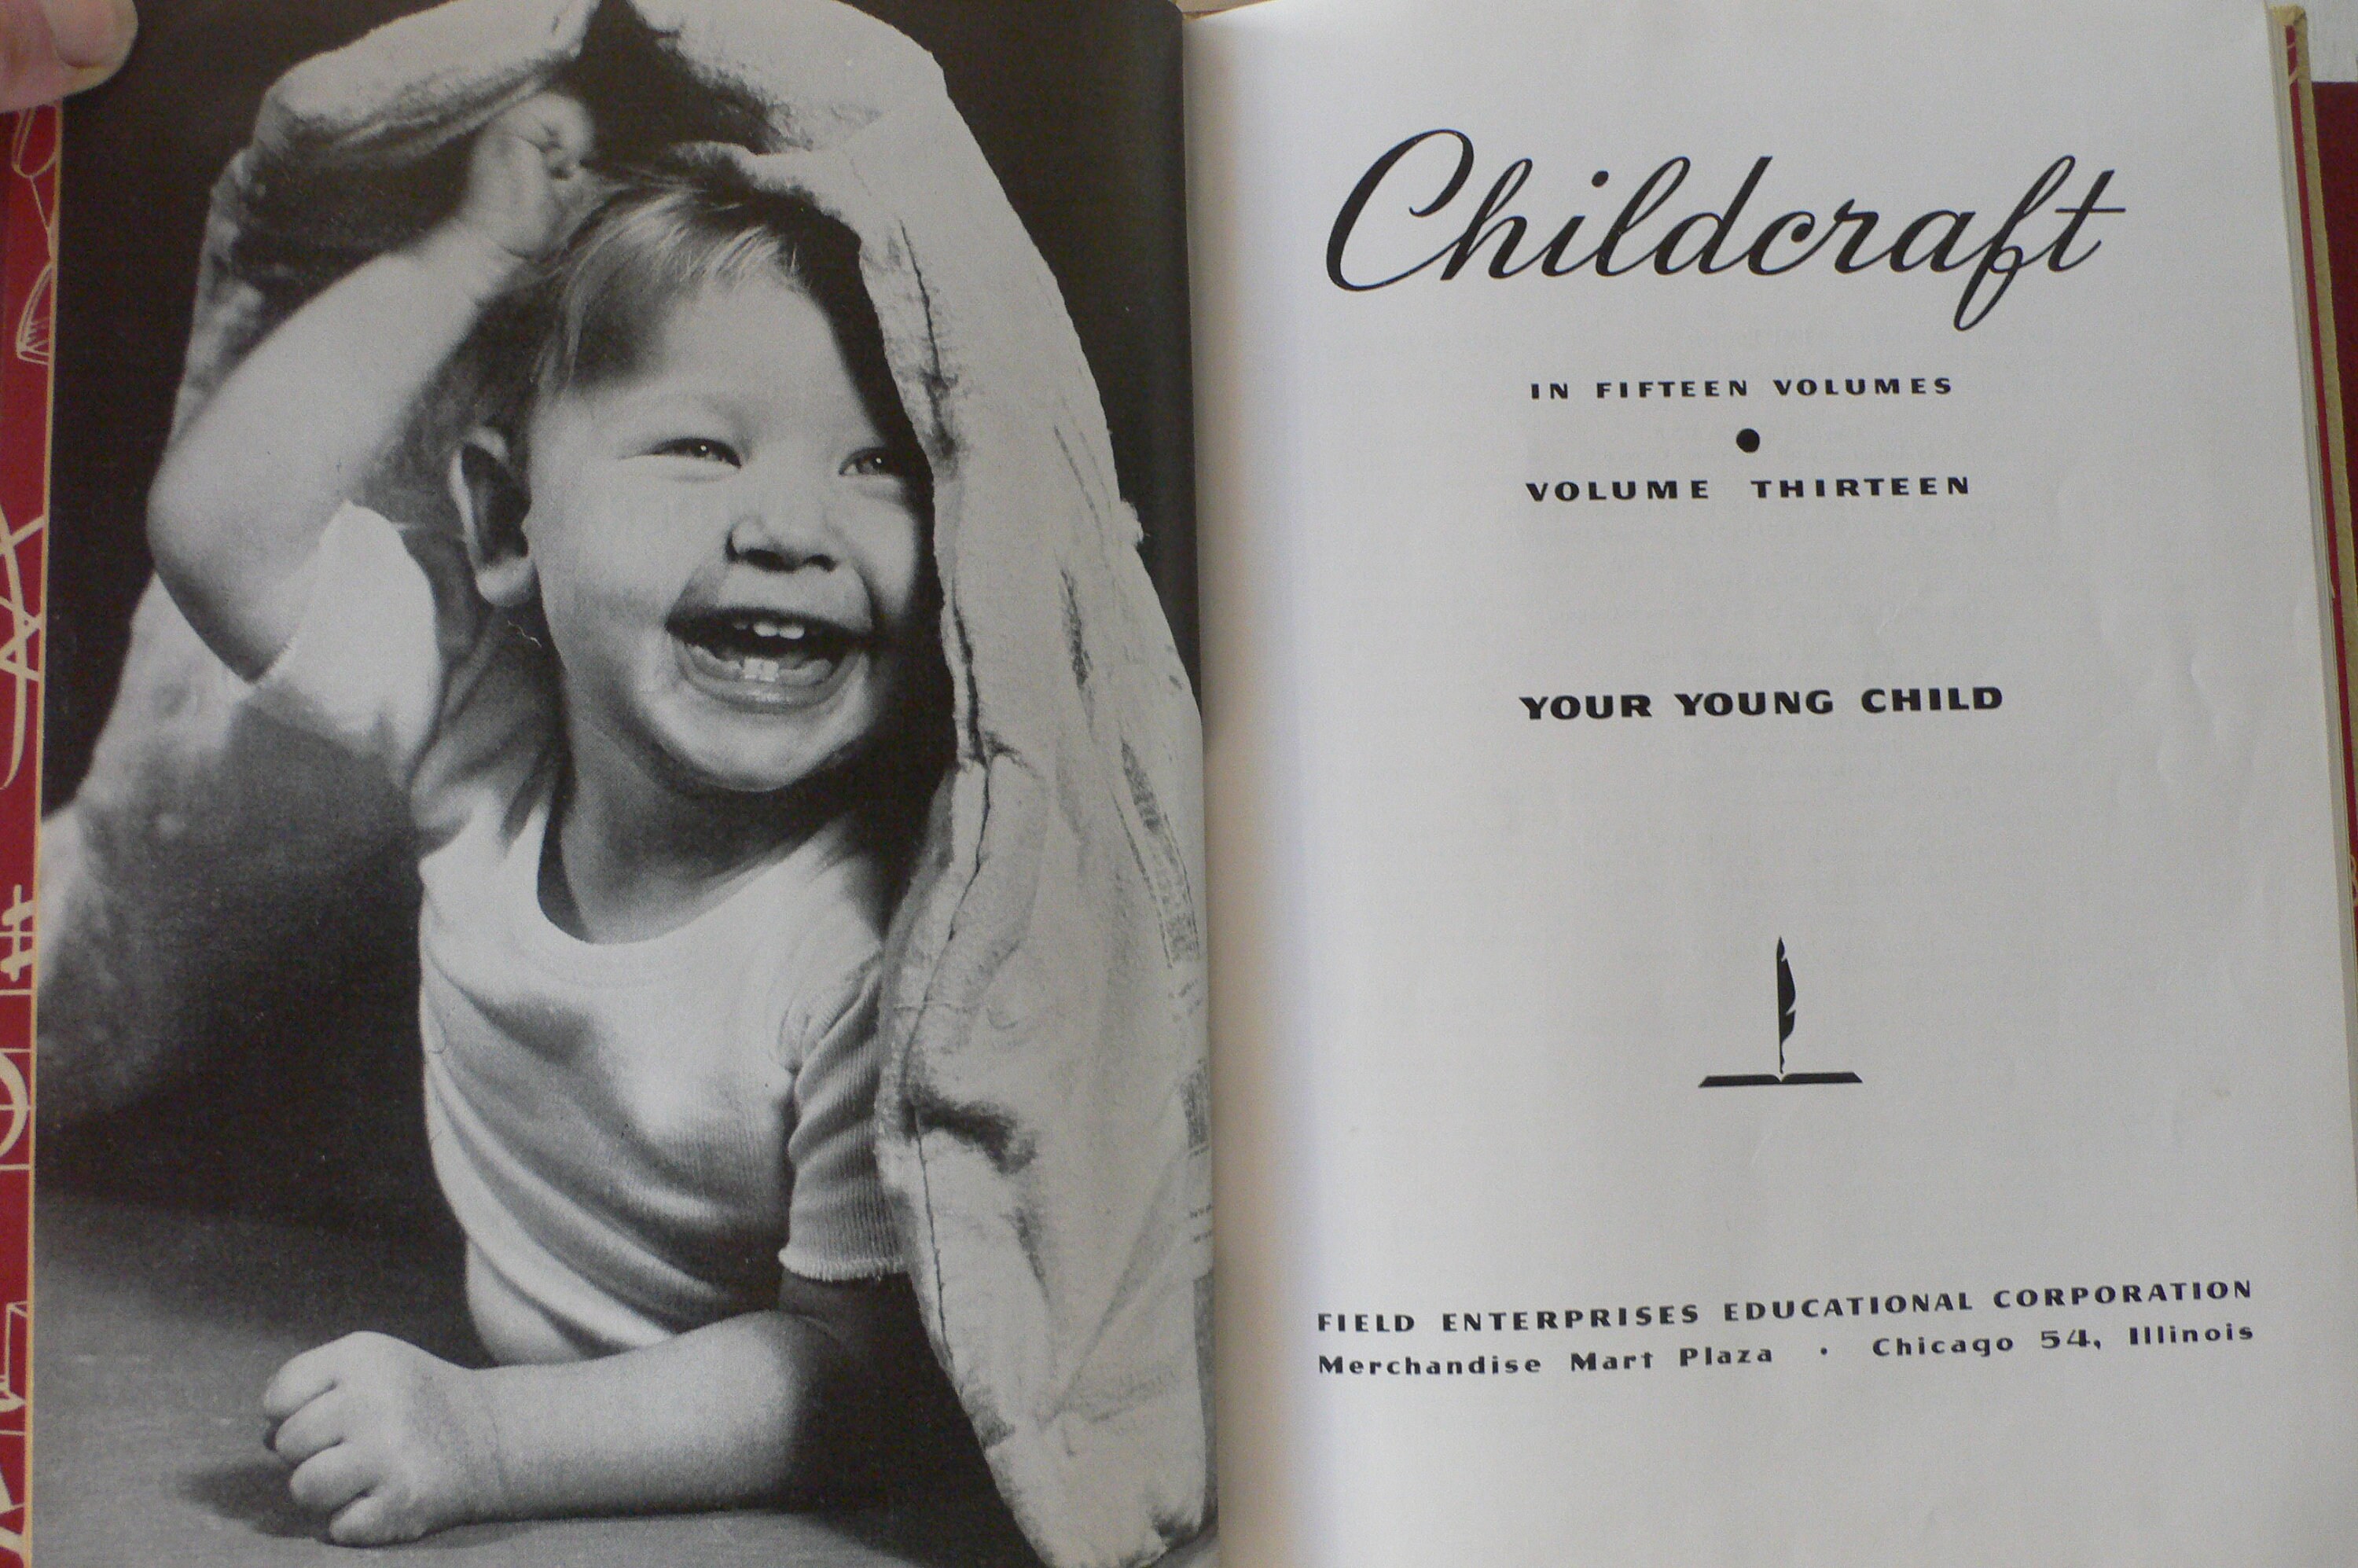 Childcraft
IN FIFTEEN VOLUMES
VOLUME THIRTEEN
YOUR YOUNG CHILD
FIELD ENTERPRISES EDUCATIONAL CORPORATION
Merchandise Mart Plaza • Chicago 54, Illinois